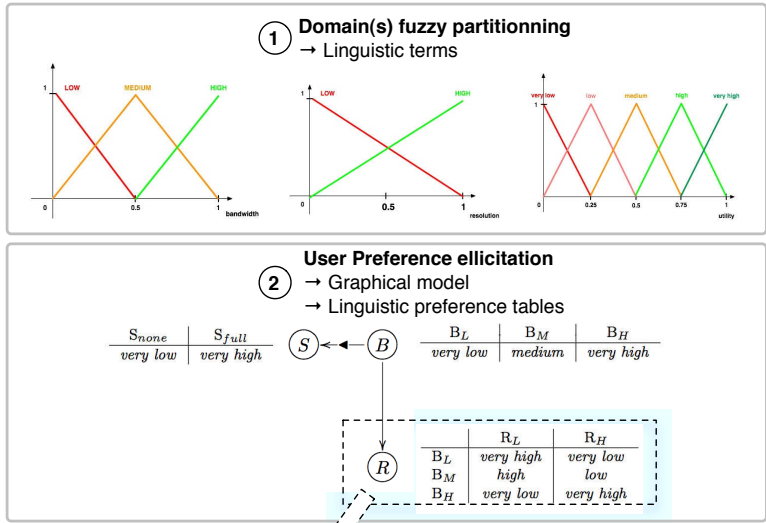 1 Domain(s) fuzzy partitionning
→ Linguistic terms
LOW MEDIUM HIGH
1
0 0.5 1
bandwidth
LOW HIGH
1
0 0.5 1
resolution
very low low medium high very high
1
0 0.25 0.5 0.75 1
utility
2 User Preference ellicitation
→ Graphical model
→ Linguistic preference tables
S_none S_full
very low very high
S B
B_L B_M B_H
very low medium very high
R
R_L R_H
B_L very high very low
B_M high low
B_H very low very high